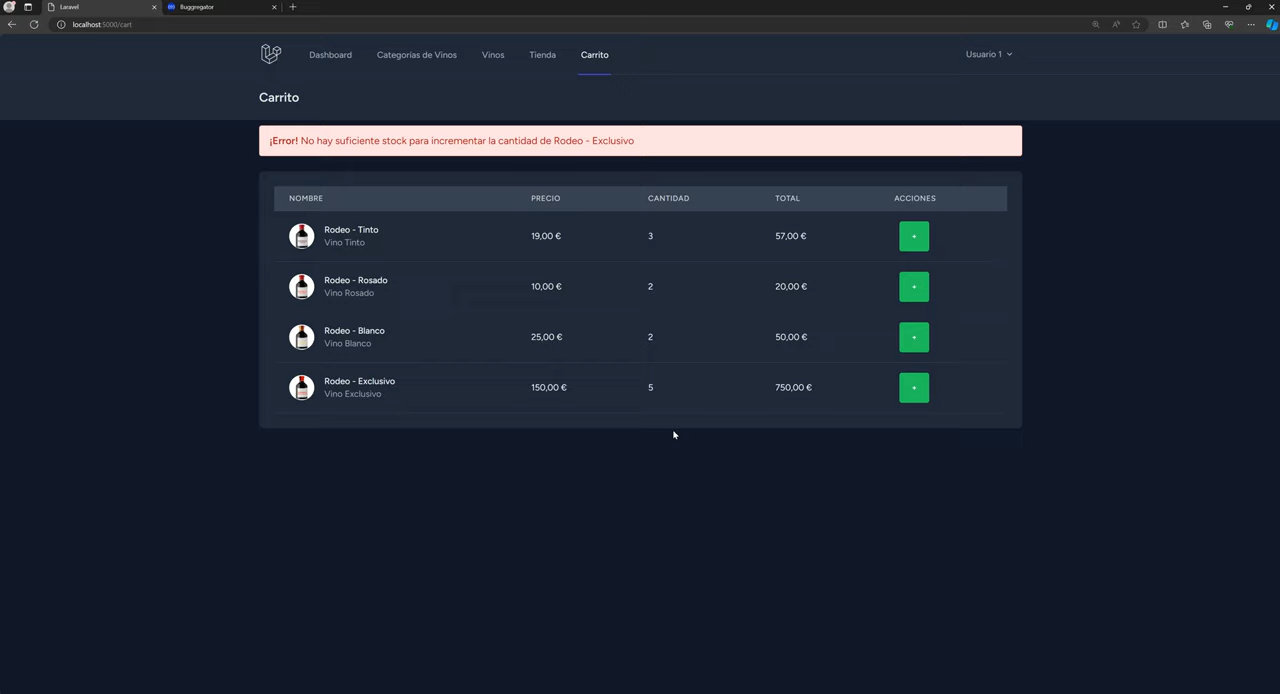 Laravel
Buggregator
localhost:5000/cart
Dashboard Categorías de Vinos Vinos Tienda Carrito Usuario 1
Carrito
¡Error! No hay suficiente stock para incrementar la cantidad de Rodeo - Exclusivo
NOMBRE PRECIO CANTIDAD TOTAL ACCIONES
Rodeo - Tinto
Vino Tinto
19,00 € 3 57,00 € +
Rodeo - Rosado
Vino Rosado
10,00 € 2 20,00 € +
Rodeo - Blanco
Vino Blanco
25,00 € 2 50,00 € +
Rodeo - Exclusivo
Vino Exclusivo
150,00 € 5 750,00 € +